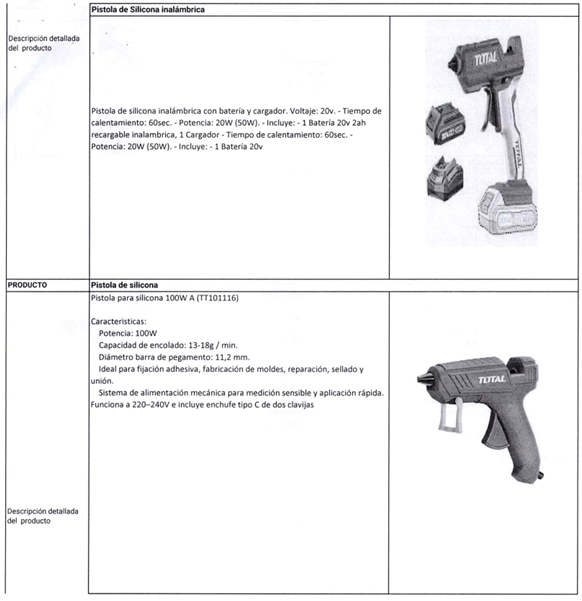 Pistola de Silicona inalámbrica
Descripción detallada
del producto
Pistola de silicona inalámbrica con batería y cargador. Voltaje: 20v. - Tiempo de
calentamiento: 60sec. - Potencia: 20W (50W). - Incluye: - 1 Batería 20v 2ah
recargable inalambrica, 1 Cargador - Tiempo de calentamiento: 60sec. -
Potencia: 20W (50W). - Incluye: - 1 Batería 20v
TOTAL
PRODUCTO
Pistola de silicona
Pistola para silicona 100W A (TT101116)
Caracteristicas:
Potencia: 100W
Capacidad de encolado: 13-18g / min.
Diámetro barra de pegamento: 11,2 mm.
Ideal para fijación adhesiva, fabricación de moldes, reparación, sellado y
unión.
Sistema de alimentación mecánica para medición sensible y aplicación rápida.
Funciona a 220–240V e incluye enchufe tipo C de dos clavijas
TOTAL
Descripción detallada
del producto